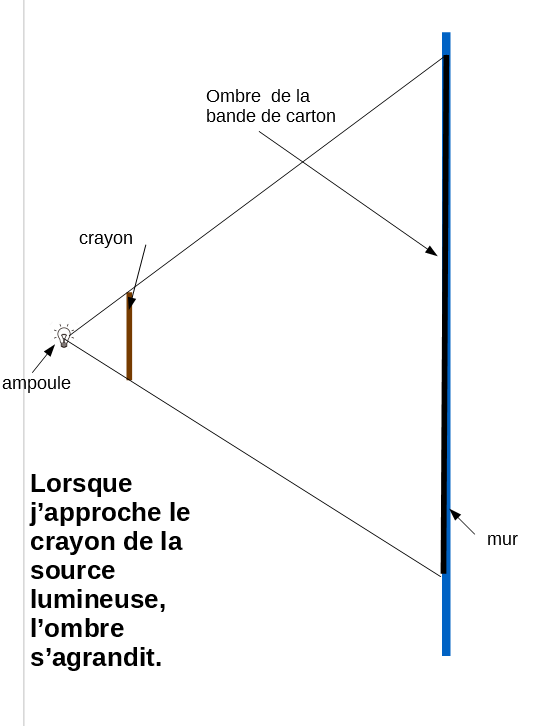 Ombre  de la
bande de carton
crayon
ampoule
Lorsque
j’approche le
crayon de la
source
lumineuse,
l’ombre
s’agrandit.
mur